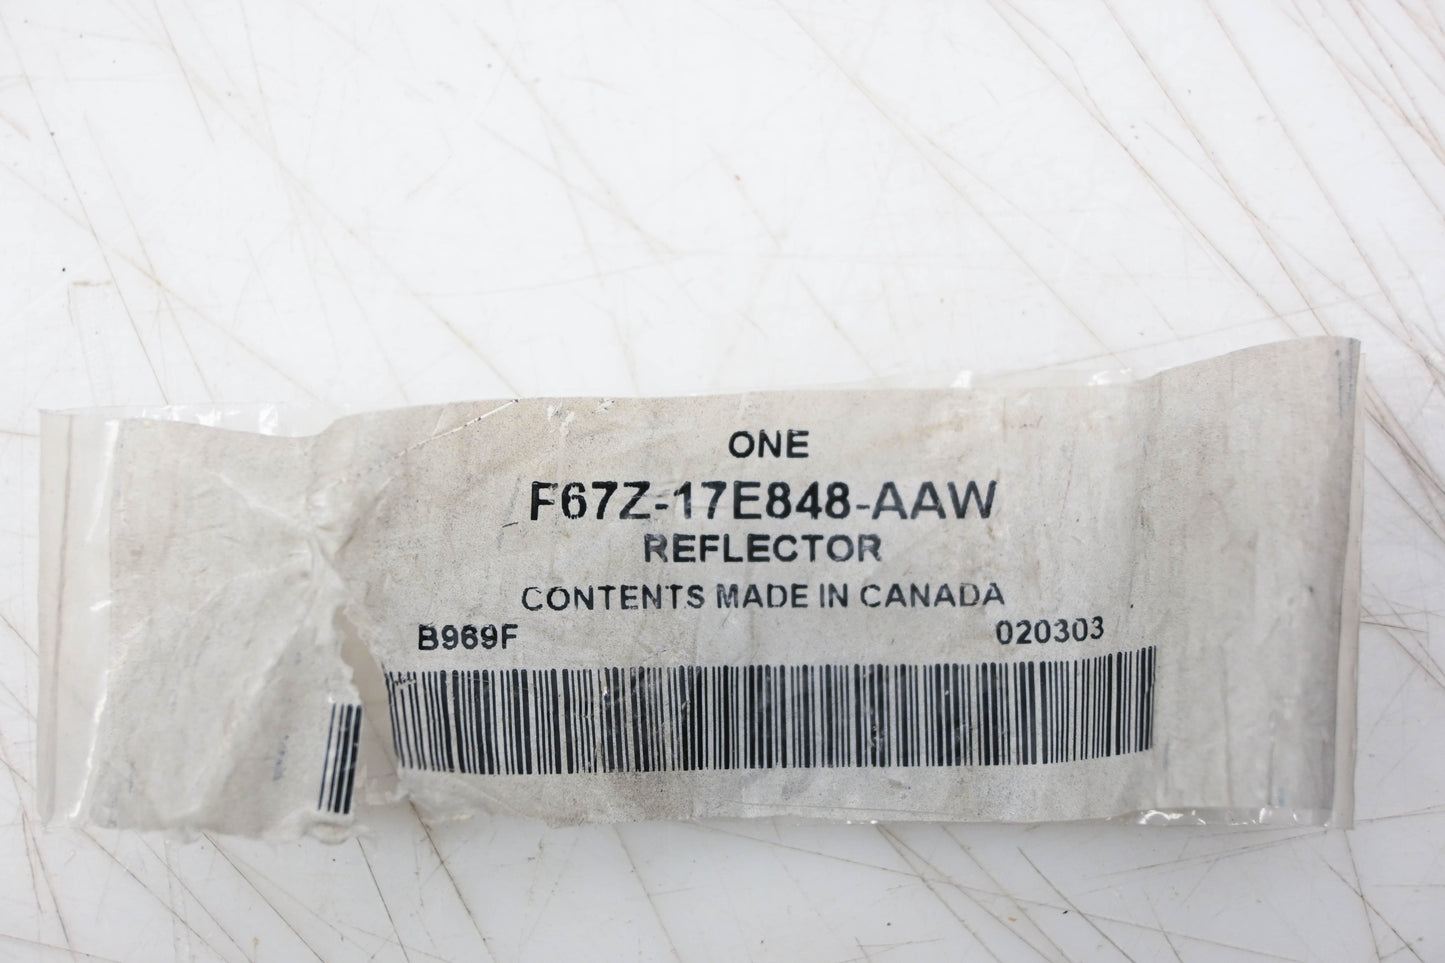 ONE
F67Z-17E848-AAW
REFLECTOR
CONTENTS MADE IN CANADA
B969F 020303